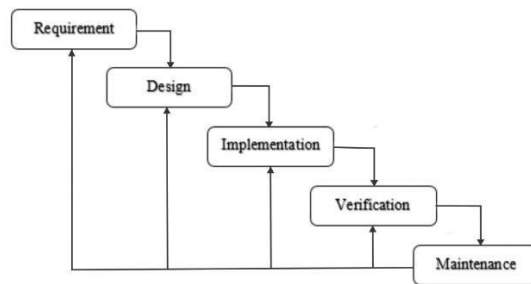 Requirement
Design
Implementation
Verification
Maintenance